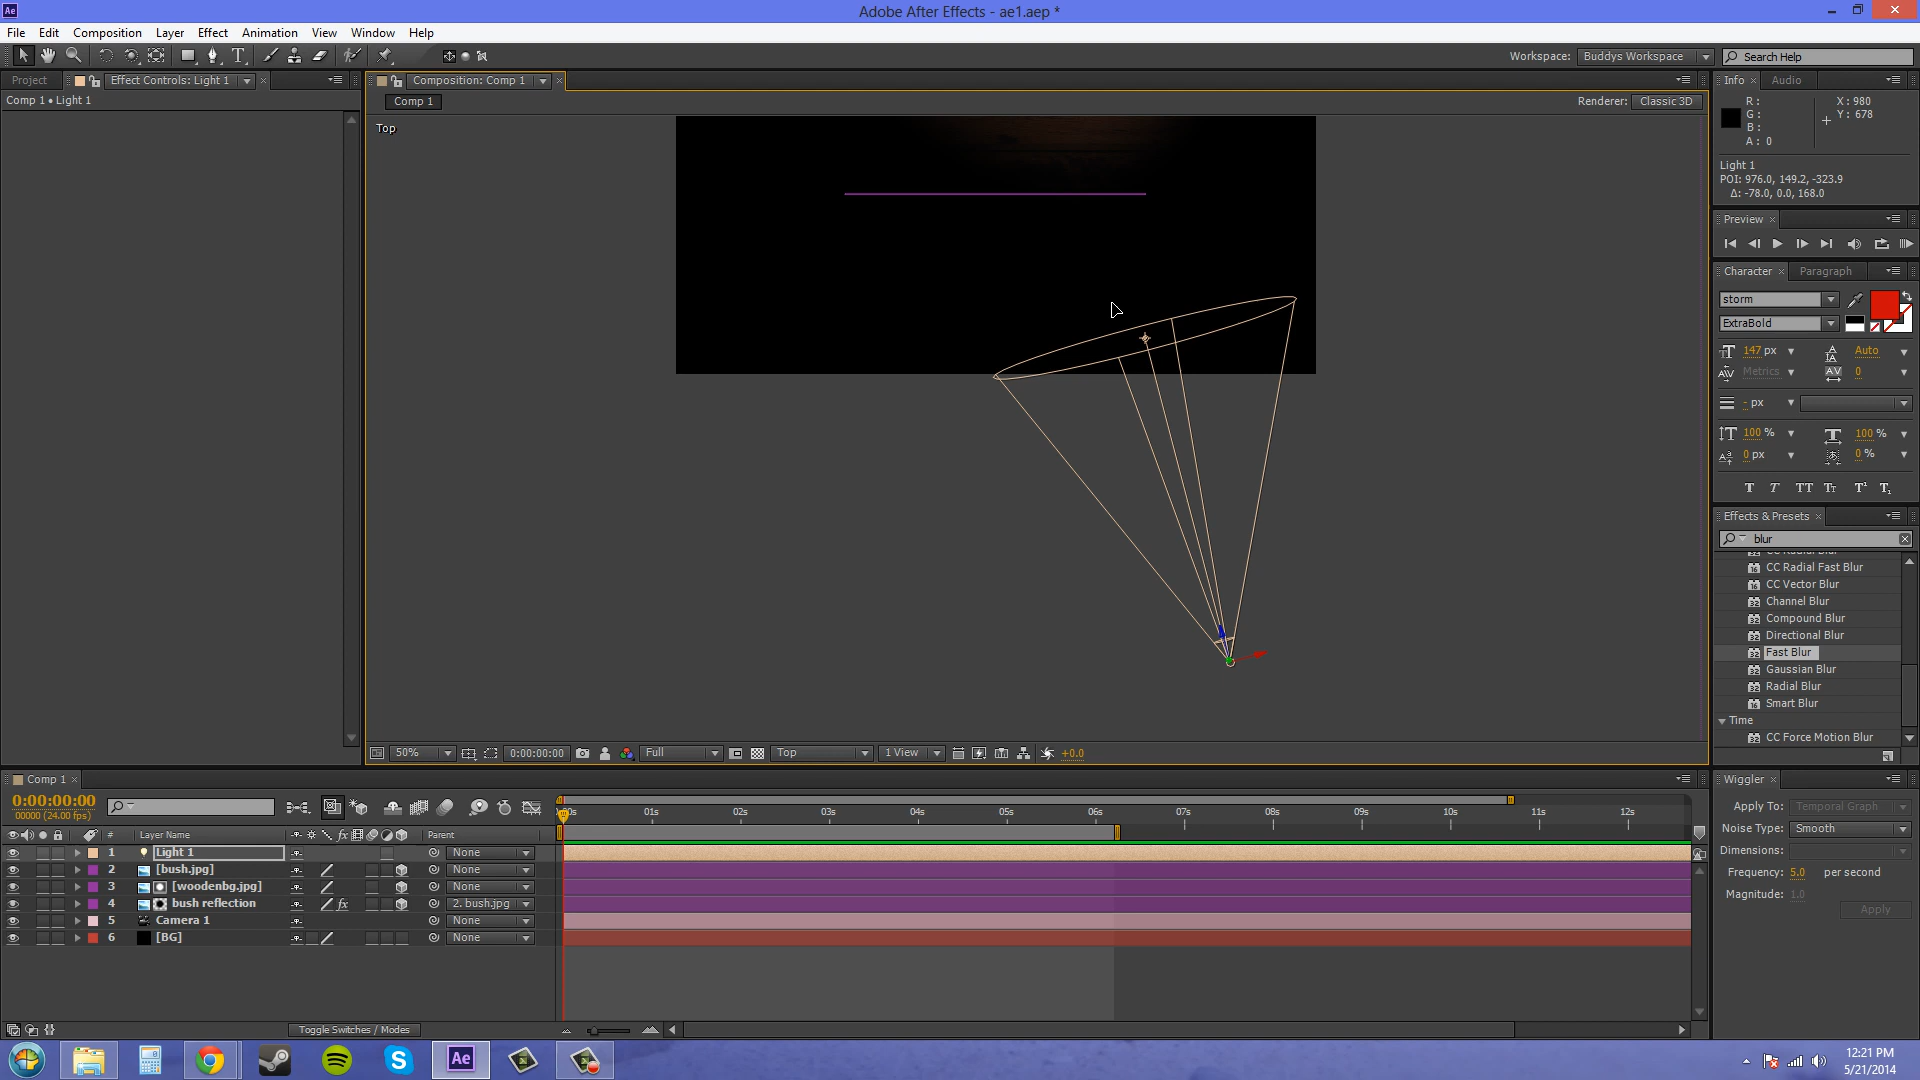 Ae
Adobe After Effects - ae1.aep *
File Edit Composition Layer Effect Animation View Window Help
Workspace: Buddys Workspace Search Help
Project Effect Controls: Light 1 Composition: Comp 1 Info Audio
Comp 1 • Light 1 Comp 1 Renderer: Classic 3D
Top
R: X: 980
G: Y: 678
B:
A: 0
Light 1
POI: 976.0, 149.2, -323.9
Δ: -78.0, 0.0, 168.0
Preview
Character Paragraph
storm
ExtraBold
147 px Auto
Metrics 0
- px
100 % 100 %
0 px 0 %
T T TT Tt T¹ T₁
Effects & Presets
blur
CC Radial Blur
CC Radial Fast Blur
CC Vector Blur
Channel Blur
Compound Blur
Directional Blur
Fast Blur
Gaussian Blur
Radial Blur
Smart Blur
Time
CC Force Motion Blur
50% 0:00:00:00 Full Top 1 View +0.0
Comp 1 Wiggler
0:00:00:00
00000 (24.00 fps)
01s 02s 03s 04s 05s 06s 07s 08s 09s 10s 11s 12s
# Layer Name Parent
1 Light 1 None
2 [bush.jpg] None
3 [woodenbg.jpg] None
4 bush reflection fx 2. bush.jpg
5 Camera 1 None
6 [BG] None
Toggle Switches / Modes
Apply To: Temporal Graph
Noise Type: Smooth
Dimensions:
Frequency: 5.0 per second
Magnitude: 1.0
Apply
Ae
12:21 PM
5/21/2014